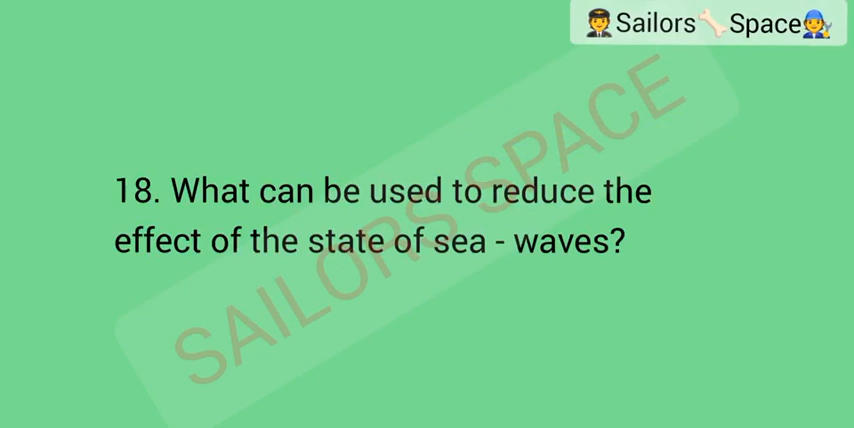 👨‍✈️Sailors🦴Space👨‍🔧
18. What can be used to reduce the
effect of the state of sea - waves?
SAILORS SPACE